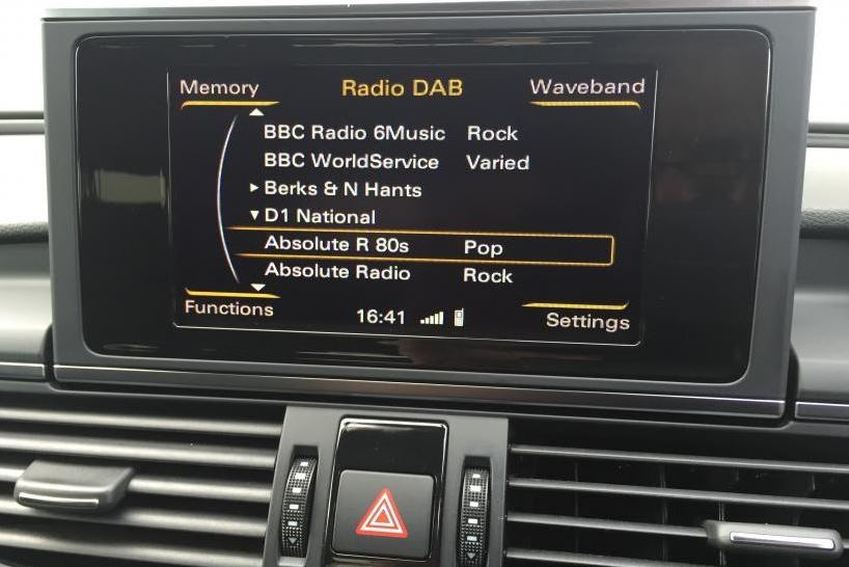 Memory Radio DAB Waveband
BBC Radio 6Music Rock
BBC WorldService Varied
Berks & N Hants
D1 National
Absolute R 80s Pop
Absolute Radio Rock
Functions 16:41 Settings